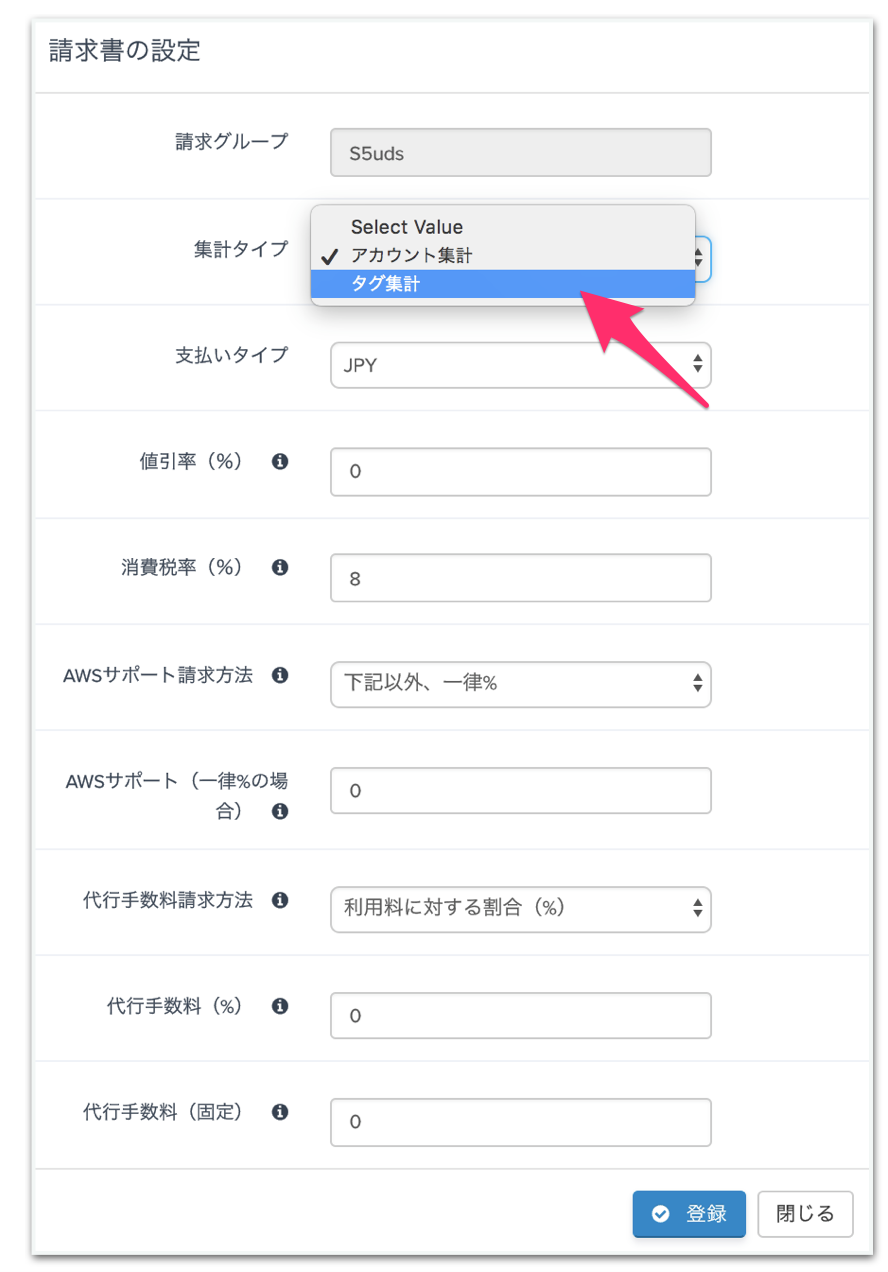 請求書の設定
請求グループ
S5uds
Select Value
集計タイプ
アカウント集計
タグ集計
支払いタイプ
JPY
値引率（%）
0
消費税率（%）
8
AWSサポート請求方法
下記以外、一律%
AWSサポート（一律%の場
合）
0
代行手数料請求方法
利用料に対する割合（%）
代行手数料（%）
0
代行手数料（固定）
0
登録
閉じる